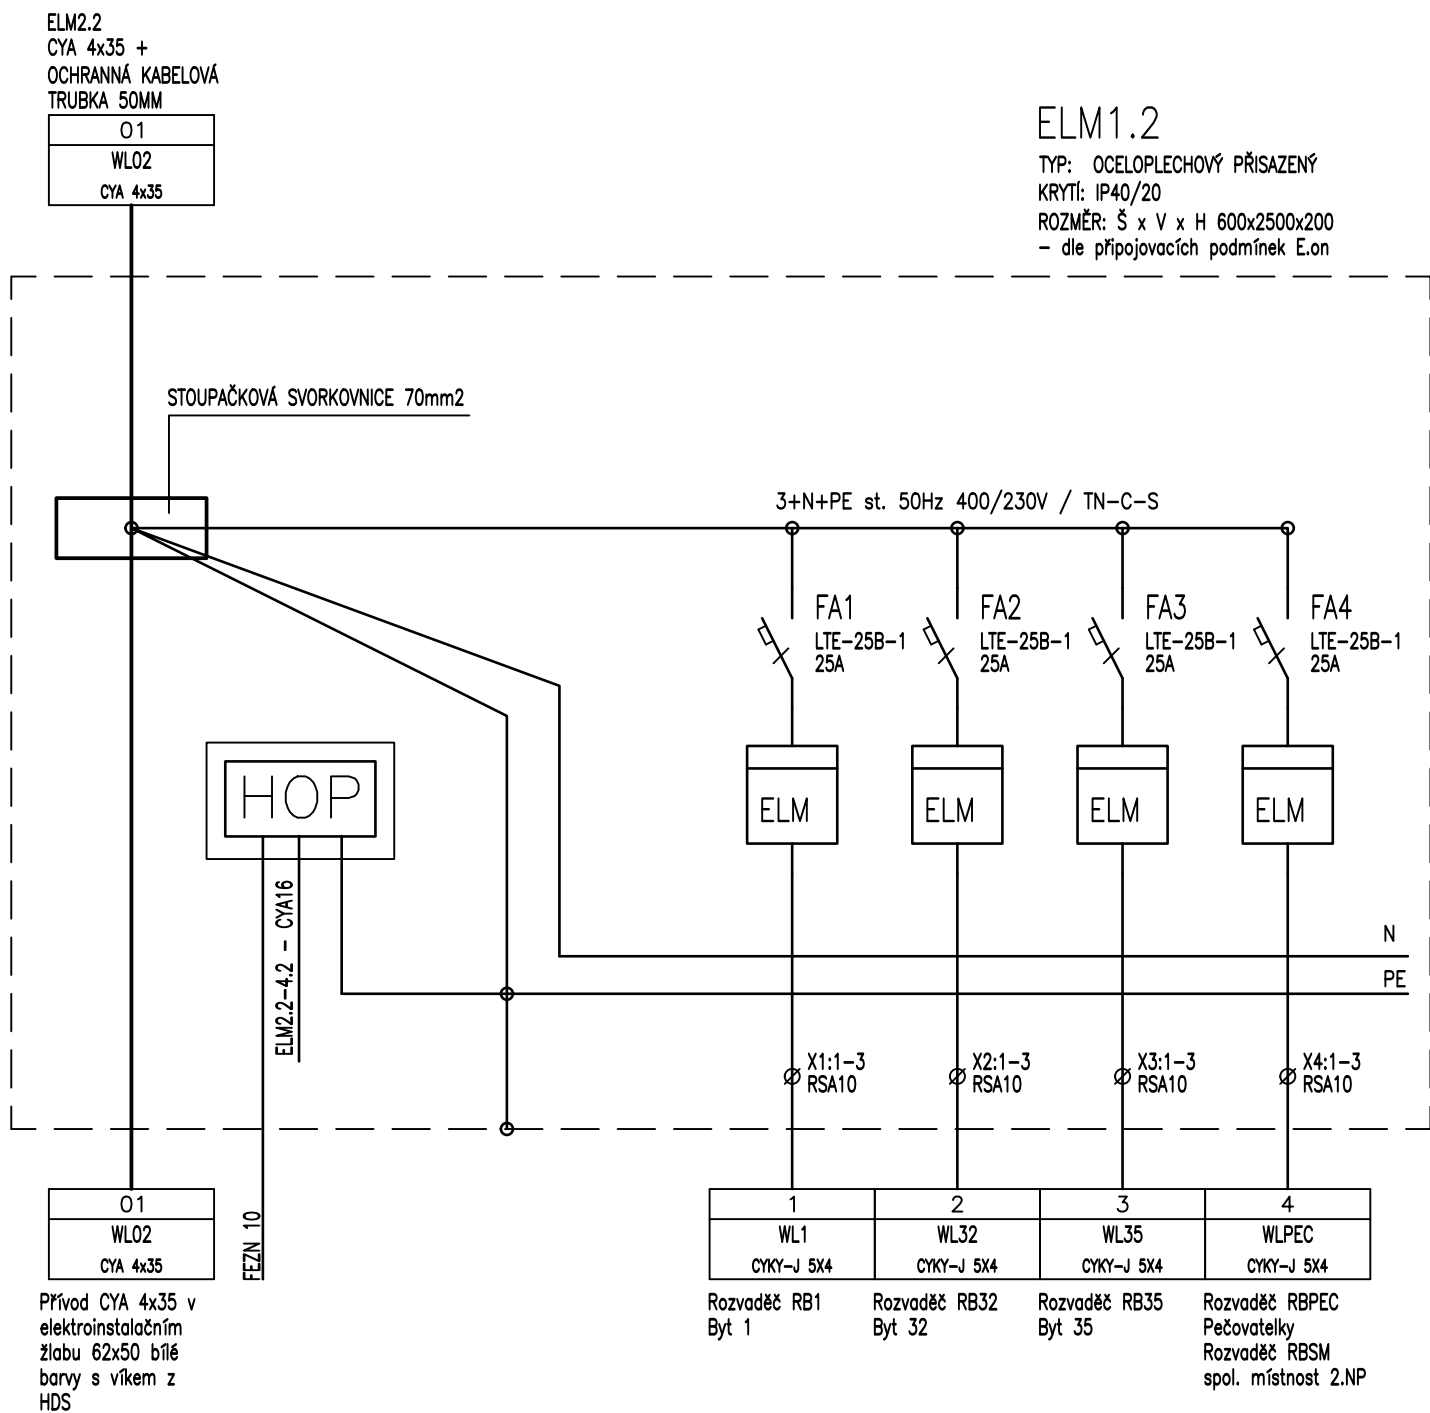 ELM2.2
CYA 4x35 +
OCHRANNÁ KABELOVÁ
TRUBKA 50MM
01
WL02
CYA 4x35
ELM1.2
TYP: OCELOPLECHOVÝ PŘISAZENÝ
KRYTÍ: IP40/20
ROZMĚR: Š x V x H 600x2500x200
– dle připojovacích podmínek E.on
STOUPAČKOVÁ SVORKOVNICE 70mm2
3+N+PE st. 50Hz 400/230V / TN-C-S
FA1
LTE-25B-1
25A
FA2
LTE-25B-1
25A
FA3
LTE-25B-1
25A
FA4
LTE-25B-1
25A
HOP
ELM
ELM
ELM
ELM
ELM2.2-4.2 - CYA16
N
PE
X1:1-3
RSA10
X2:1-3
RSA10
X3:1-3
RSA10
X4:1-3
RSA10
FEZN 10
01
WL02
CYA 4x35
Přívod CYA 4x35 v
elektroinstalačním
žlabu 62x50 bílé
barvy s víkem z
HDS
1
WL1
CYKY-J 5X4
Rozvaděč RB1
Byt 1
2
WL32
CYKY-J 5X4
Rozvaděč RB32
Byt 32
3
WL35
CYKY-J 5X4
Rozvaděč RB35
Byt 35
4
WLPEC
CYKY-J 5X4
Rozvaděč RBPEC
Pečovatelky
Rozvaděč RBSM
spol. místnost 2.NP